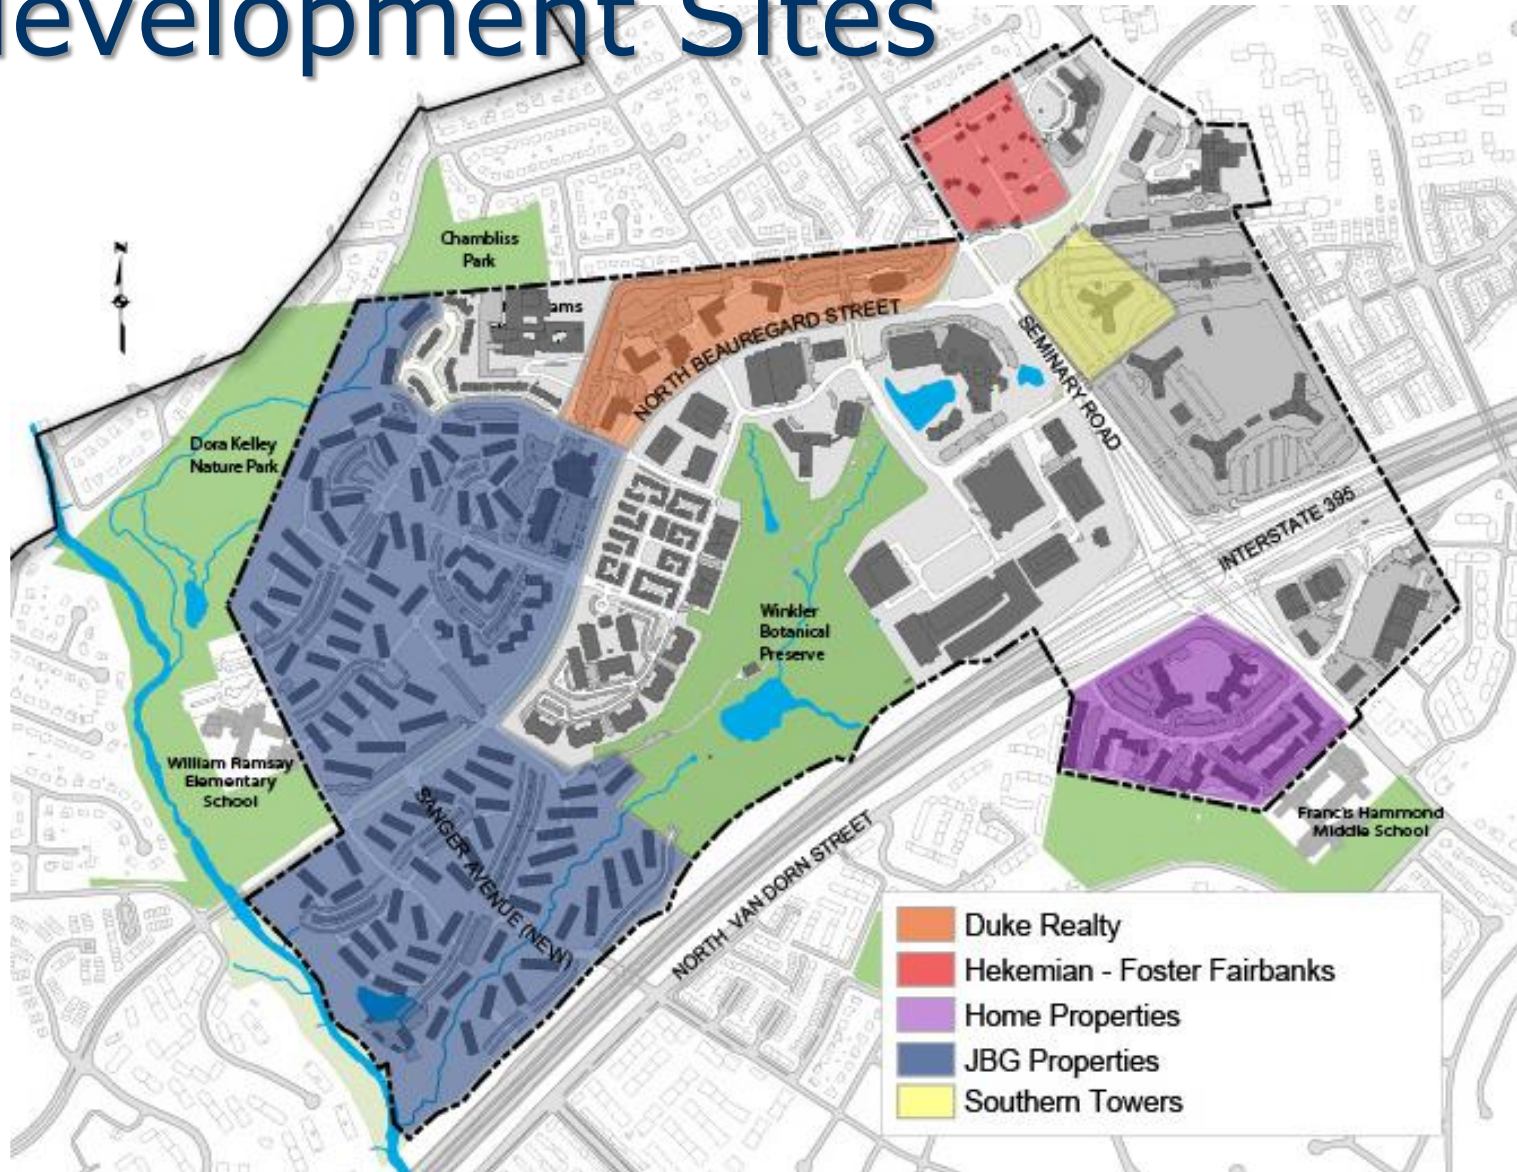 development Sites
N
Chambliss
Park
NORTH BEAUREGARD STREET
SEMINARY ROAD
Dora Kelley
Nature Park
INTERSTATE 395
Winkler
Botanical
Preserve
William Ramsay
Elementary
School
SANGER AVENUE (NEW)
NORTH VAN DORN STREET
Francis Hammond
Middle School
Duke Realty
Hekemian - Foster Fairbanks
Home Properties
JBG Properties
Southern Towers